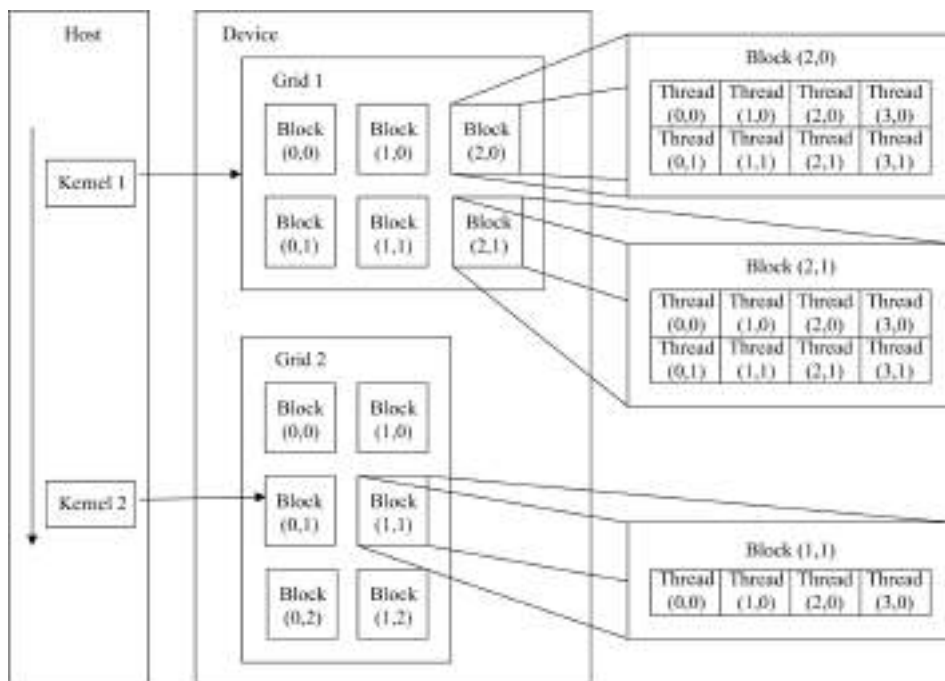 Host
Kernel 1
Kernel 2
Device
Grid 1
Block
(0,0)
Block
(1,0)
Block
(2,0)
Block
(0,1)
Block
(1,1)
Block
(2,1)
Grid 2
Block
(0,0)
Block
(1,0)
Block
(0,1)
Block
(1,1)
Block
(0,2)
Block
(1,2)
Block (2,0)
Thread Thread Thread Thread
(0,0) (1,0) (2,0) (3,0)
Thread Thread Thread Thread
(0,1) (1,1) (2,1) (3,1)
Block (2,1)
Thread Thread Thread Thread
(0,0) (1,0) (2,0) (3,0)
Thread Thread Thread Thread
(0,1) (1,1) (2,1) (3,1)
Block (1,1)
Thread Thread Thread Thread
(0,0) (1,0) (2,0) (3,0)